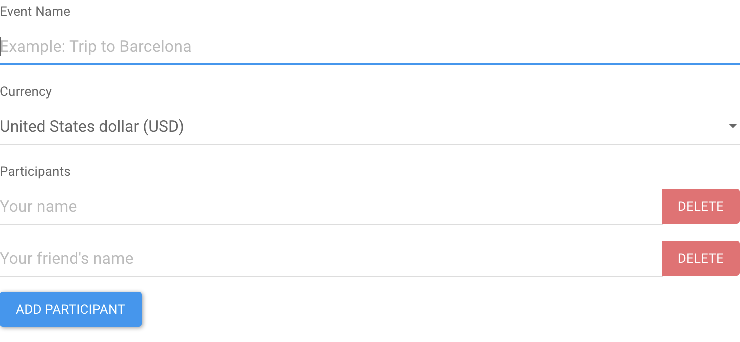 Event Name
Example: Trip to Barcelona
Currency
United States dollar (USD)
Participants
Your name
DELETE
Your friend's name
DELETE
ADD PARTICIPANT